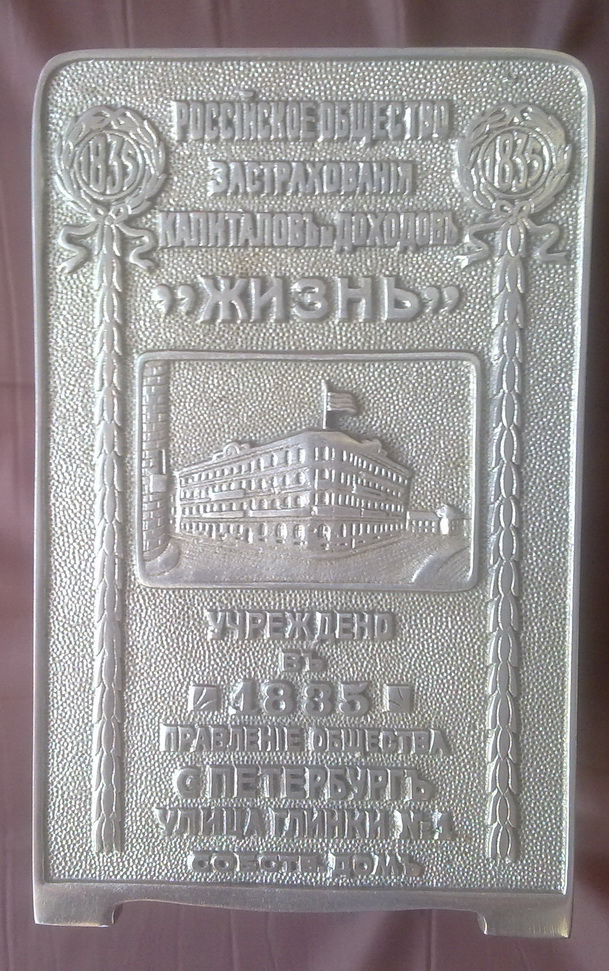 1835
РОССІЙСКОЕ ОБЩЕСТВО
1835
ЗАСТРАХОВАНІЯ
КАПИТАЛОВЪ и ДОХОДОВЪ
„ЖИЗНЬ”
УЧРЕЖДЕНО
ВЪ
1835
ПРАВЛЕНІЕ ОБЩЕСТВА
С ПЕТЕРБУРГЪ
УЛИЦА ГЛИНКИ № 1
СОБСТВ. ДОМЪ.